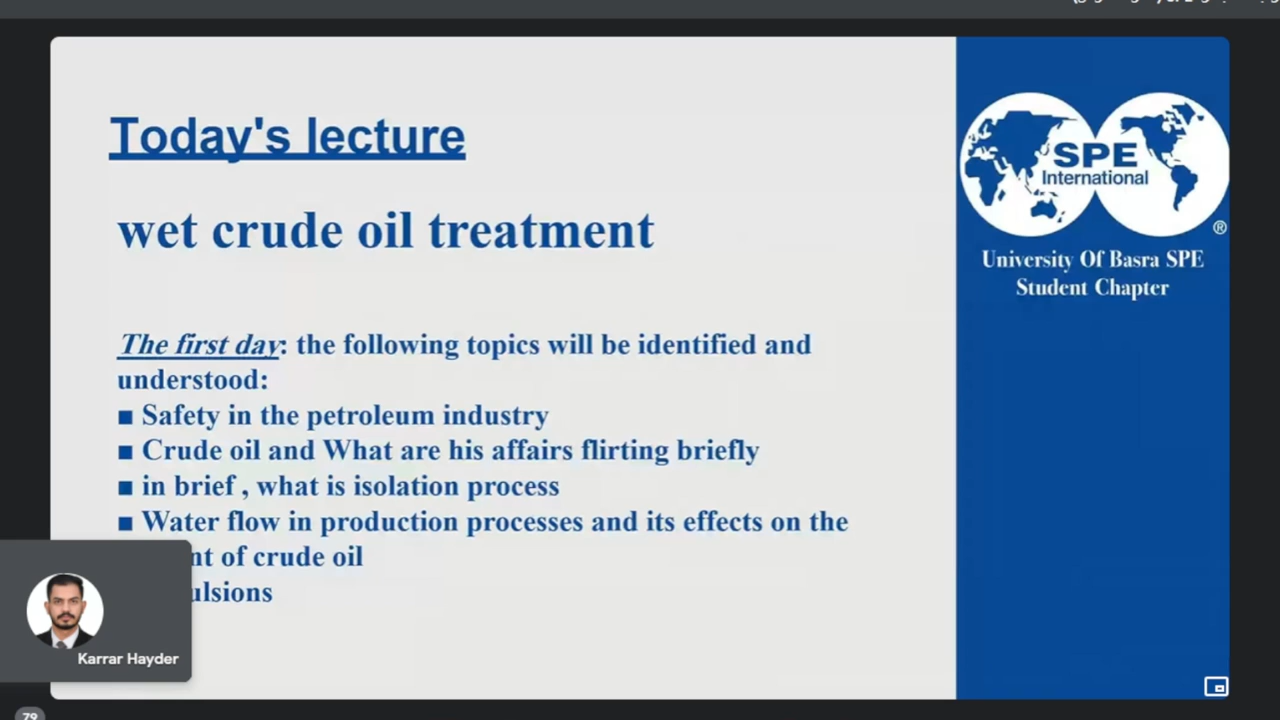 Today's lecture
wet crude oil treatment
The first day: the following topics will be identified and
understood:
■ Safety in the petroleum industry
■ Crude oil and What are his affairs flirting briefly
■ in brief , what is isolation process
■ Water flow in production processes and its effects on the
of crude oil
SPE
International
®
University Of Basra SPE
Student Chapter
Karrar Hayder
79